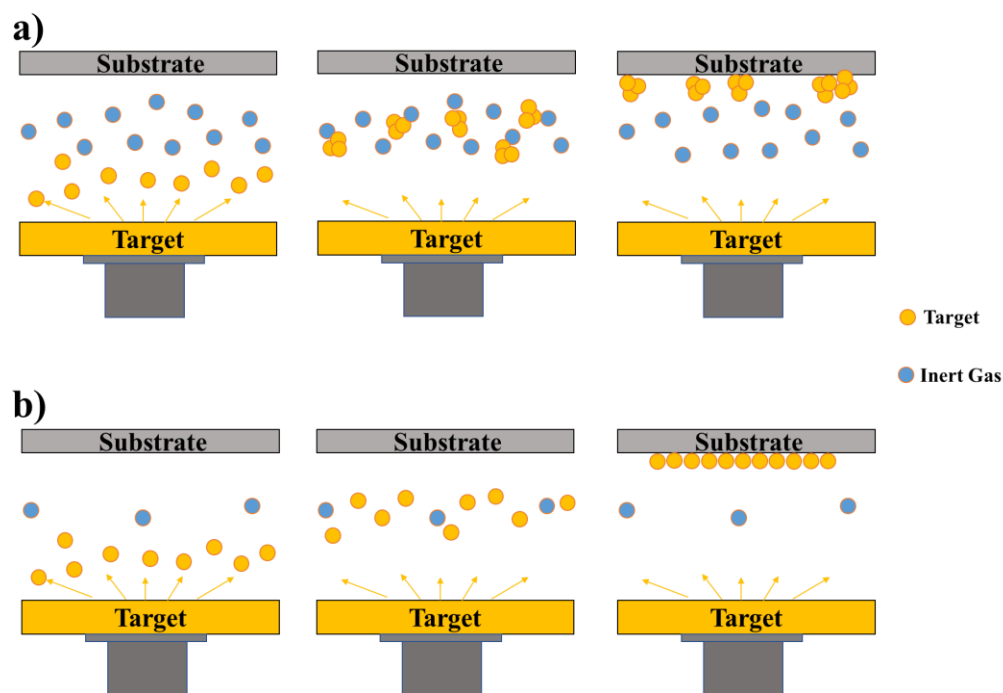 a)
Substrate
Substrate
Substrate
Target
Target
Target
Target
Inert Gas
b)
Substrate
Substrate
Substrate
Target
Target
Target